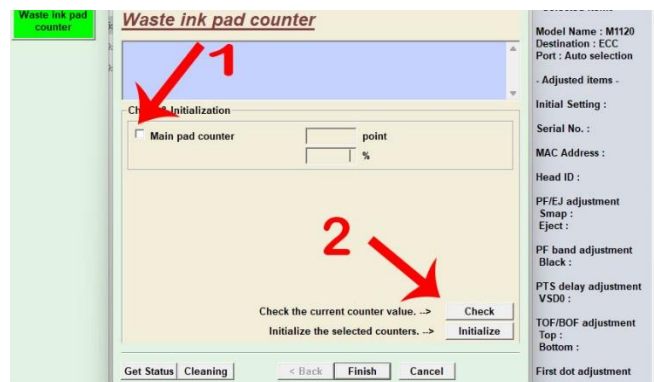 Waste ink pad
counter
Waste ink pad counter
1
Initialization
Main pad counter
point
%
2
Check the current counter value. -->
Check
Initialize the selected counters. -->
Initialize
Get Status
Cleaning
< Back
Finish
Cancel
Model Name : M1120
Destination : ECC
Port : Auto selection
- Adjusted items -
Initial Setting :
Serial No. :
MAC Address :
Head ID :
PF/EJ adjustment
Smap :
Eject :
PF band adjustment
Black :
PTS delay adjustment
VSD0 :
TOF/BOF adjustment
Top :
Bottom :
First dot adjustment